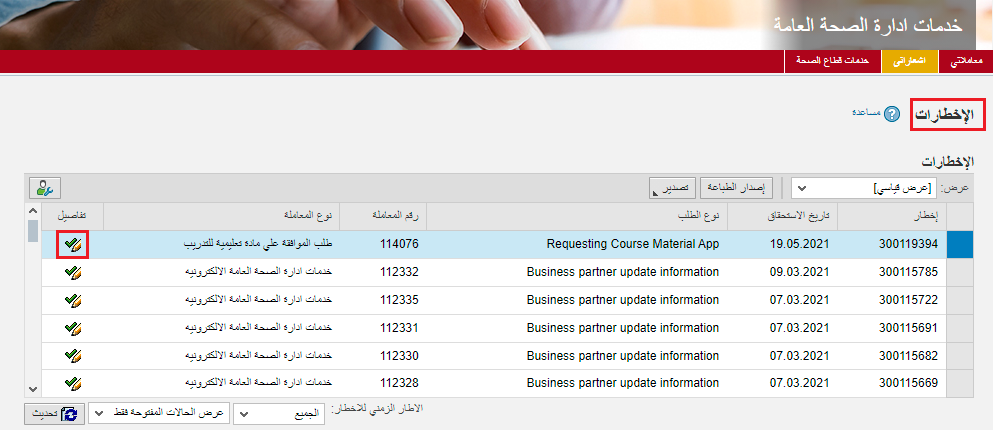 خدمات ادارة الصحة العامة
معاملاتي اشعاراتى خدمات قطاع الصحة
الإخطارات مساعدة
الإخطارات
عرض: [عرض قياسي] إصدار الطباعة تصدير
إخطار تاريخ الاستحقاق نوع الطلب رقم المعاملة نوع المعاملة تفاصيل
300119394 19.05.2021 Requesting Course Material App 114076 طلب الموافقة علي مادة تعليمية للتدريب
300115785 09.03.2021 Business partner update information 112332 خدمات ادارة الصحة العامة الالكترونيه
300115722 07.03.2021 Business partner update information 112335 خدمات ادارة الصحة العامة الالكترونيه
300115691 07.03.2021 Business partner update information 112331 خدمات ادارة الصحة العامة الالكترونيه
300115682 07.03.2021 Business partner update information 112330 خدمات ادارة الصحة العامة الالكترونيه
300115669 07.03.2021 Business partner update information 112328 خدمات ادارة الصحة العامة الالكترونيه
الاطار الزمني للاخطار: الجميع عرض الحالات المفتوحة فقط تحديث